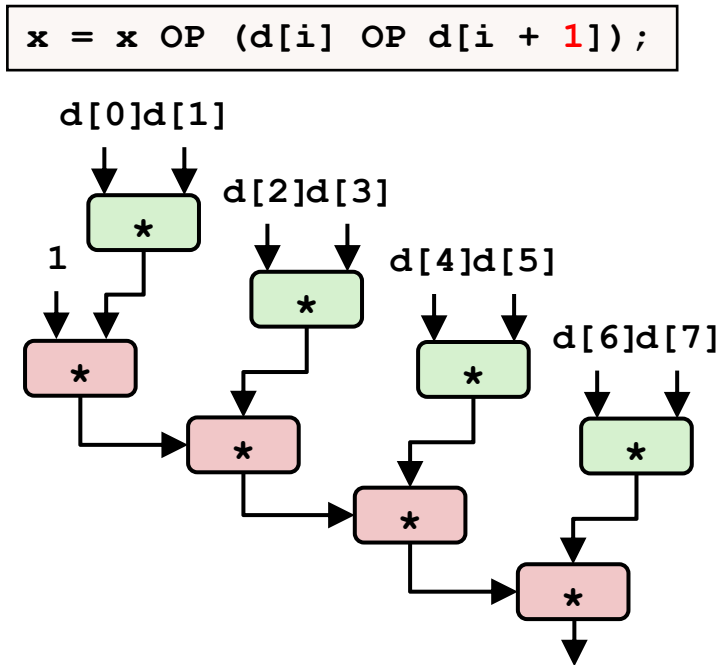 x = x OP (d[i] OP d[i + 1]);
d[0]d[1]
*
d[2]d[3]
1
*
d[4]d[5]
*
*
d[6]d[7]
*
*
*
*